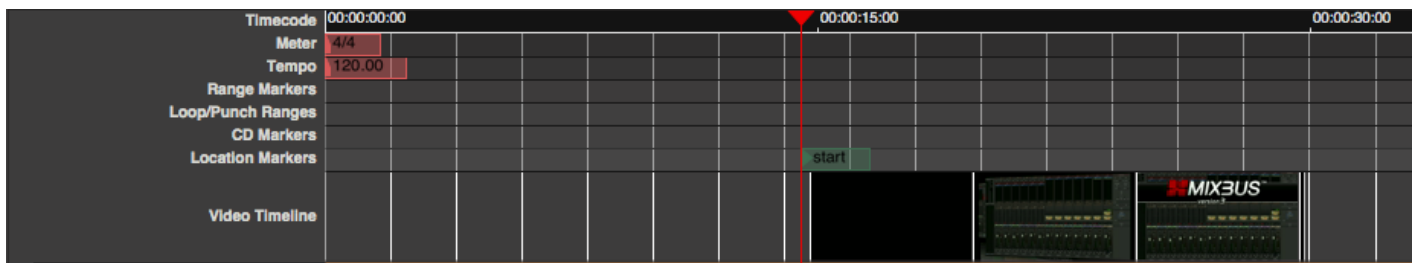 Timecode 00:00:00:00 00:00:15:00 00:00:30:00
Meter 4/4
Tempo 120.00
Range Markers
Loop/Punch Ranges
CD Markers
Location Markers start
Video Timeline
MIXBUS